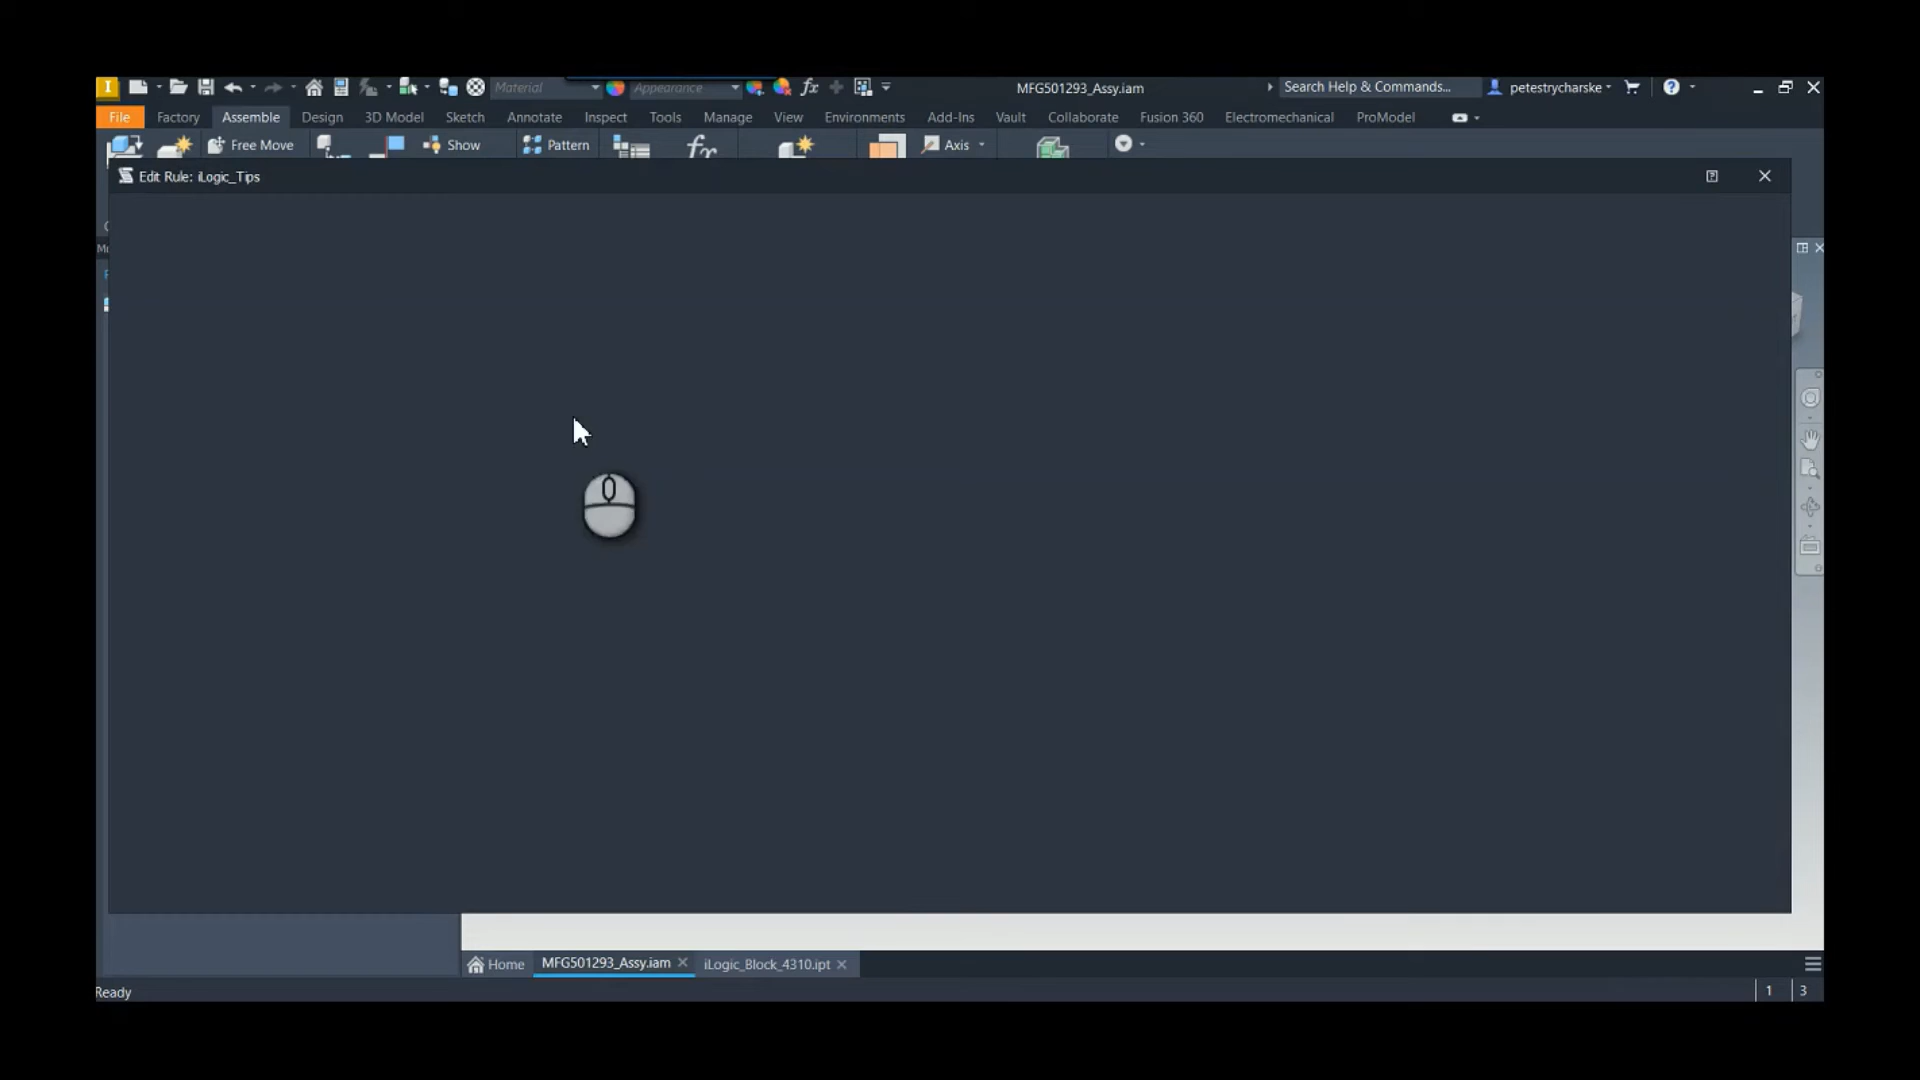 Material
Appearance
fx
MFG501293_Assy.iam
Search Help & Commands...
petestrycharske
File
Factory
Assemble
Design
3D Model
Sketch
Annotate
Inspect
Tools
Manage
View
Environments
Add-Ins
Vault
Collaborate
Fusion 360
Electromechanical
ProModel
Free Move
Show
Pattern
fx
Axis
Edit Rule: iLogic_Tips
Home
MFG501293_Assy.iam
iLogic_Block_4310.ipt
Ready
1
3